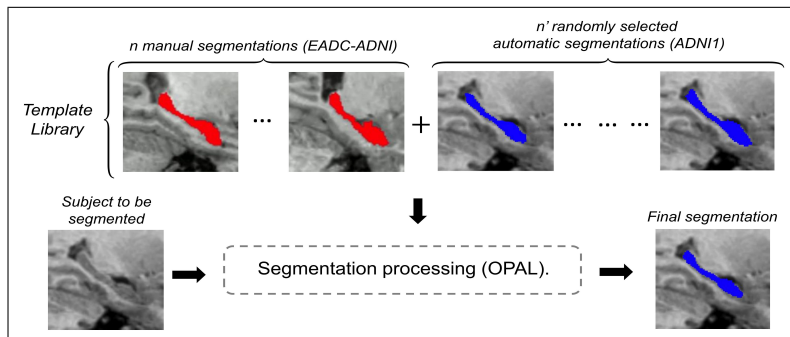 n manual segmentations (EADC-ADNI)
n' randomly selected
automatic segmentations (ADNI1)
Template
Library
...
+
... ... ...
Subject to be
segmented
Final segmentation
Segmentation processing (OPAL).